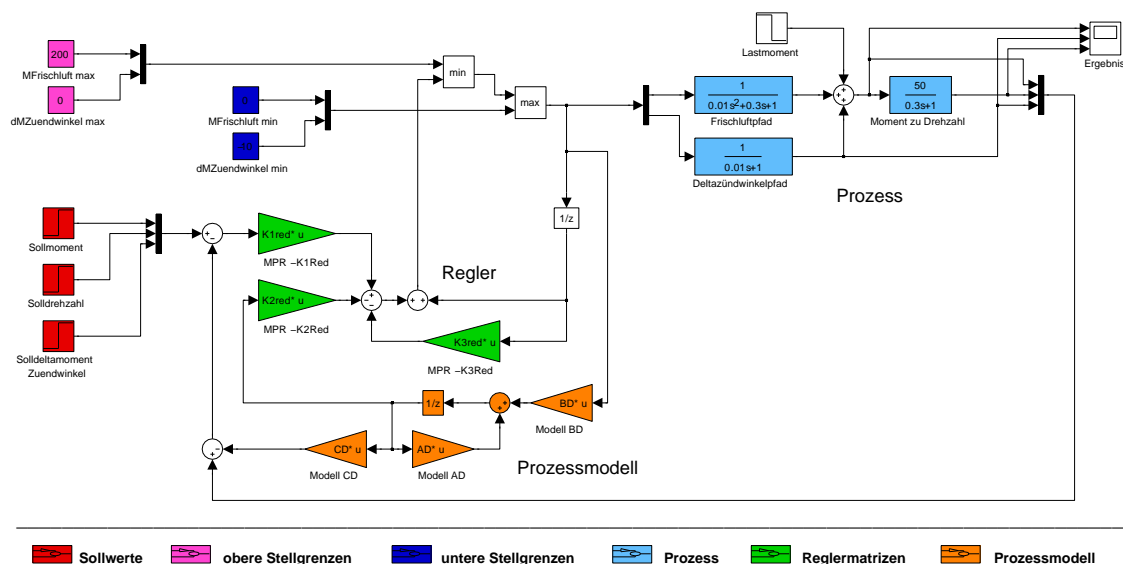 200
MFrischluft max
0
dMZuendwinkel max
0
MFrischluft min
dMZuendwinkel min
min
max
Lastmoment
Ergebnis
1
0.01s²+0.3s+1
Frischluftpfad
50
0.3s+1
Moment zu Drehzahl
1
0.01s+1
Deltazündwinkelpfad
Prozess
Sollmoment
Solldrehzahl
Solldeltamoment
Zuendwinkel
K1red* u
MPR −K1Red
K2red* u
MPR −K2Red
Regler
K3red* u
MPR −K3Red
1/z
1/z
BD* u
Modell BD
CD* u
Modell CD
AD* u
Modell AD
Prozessmodell
Sollwerte
obere Stellgrenzen
untere Stellgrenzen
Prozess
Reglermatrizen
Prozessmodell